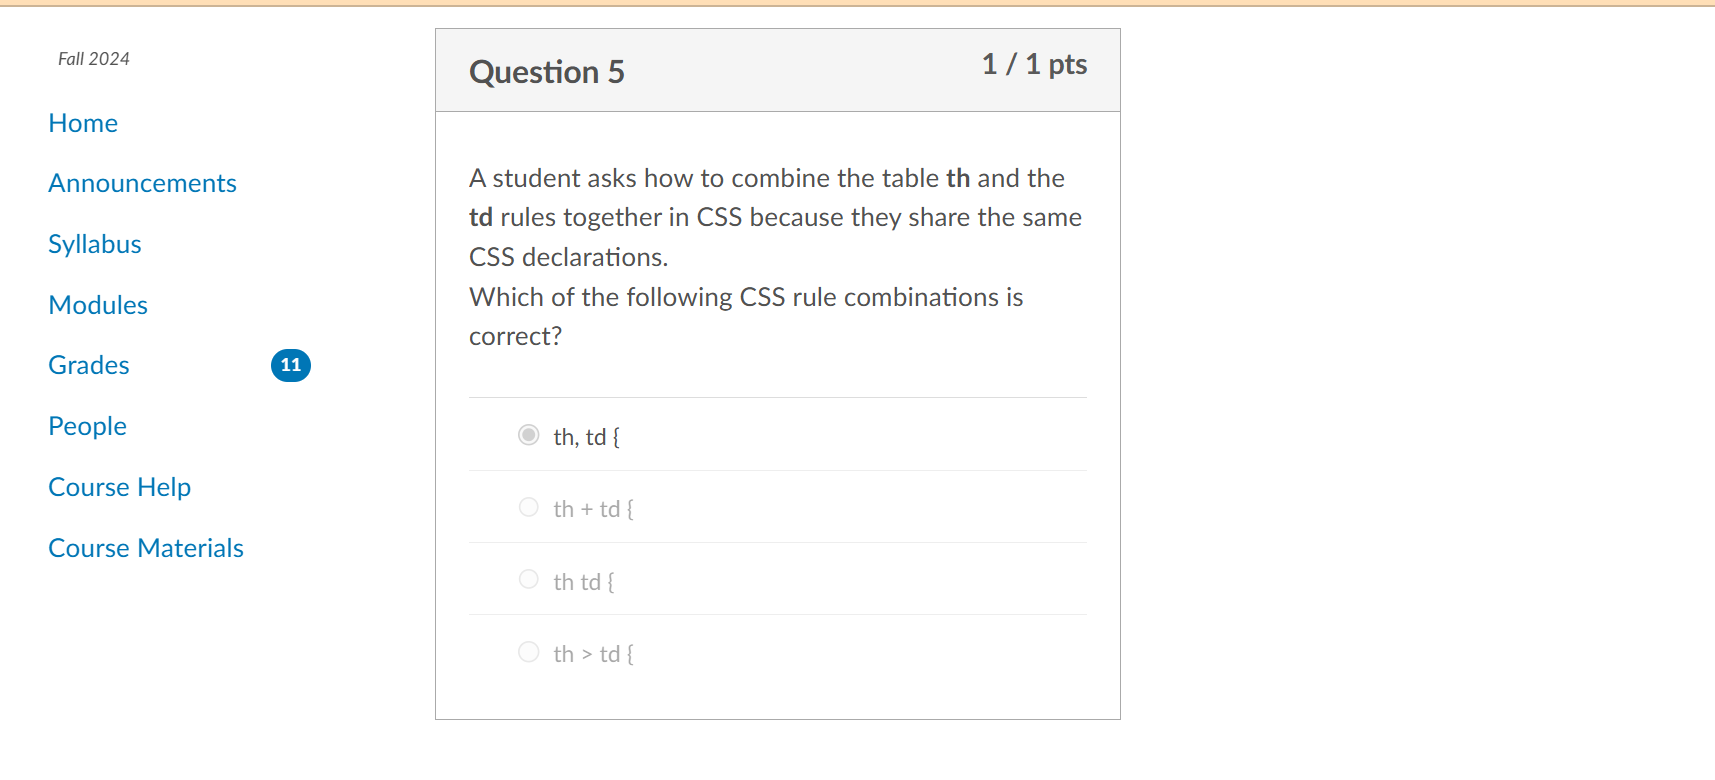 Fall 2024
Home
Announcements
Syllabus
Modules
Grades
11
People
Course Help
Course Materials
Question 5
1 / 1 pts
A student asks how to combine the table th and the
td rules together in CSS because they share the same
CSS declarations.
Which of the following CSS rule combinations is
correct?
th, td {
th + td {
th td {
th > td {